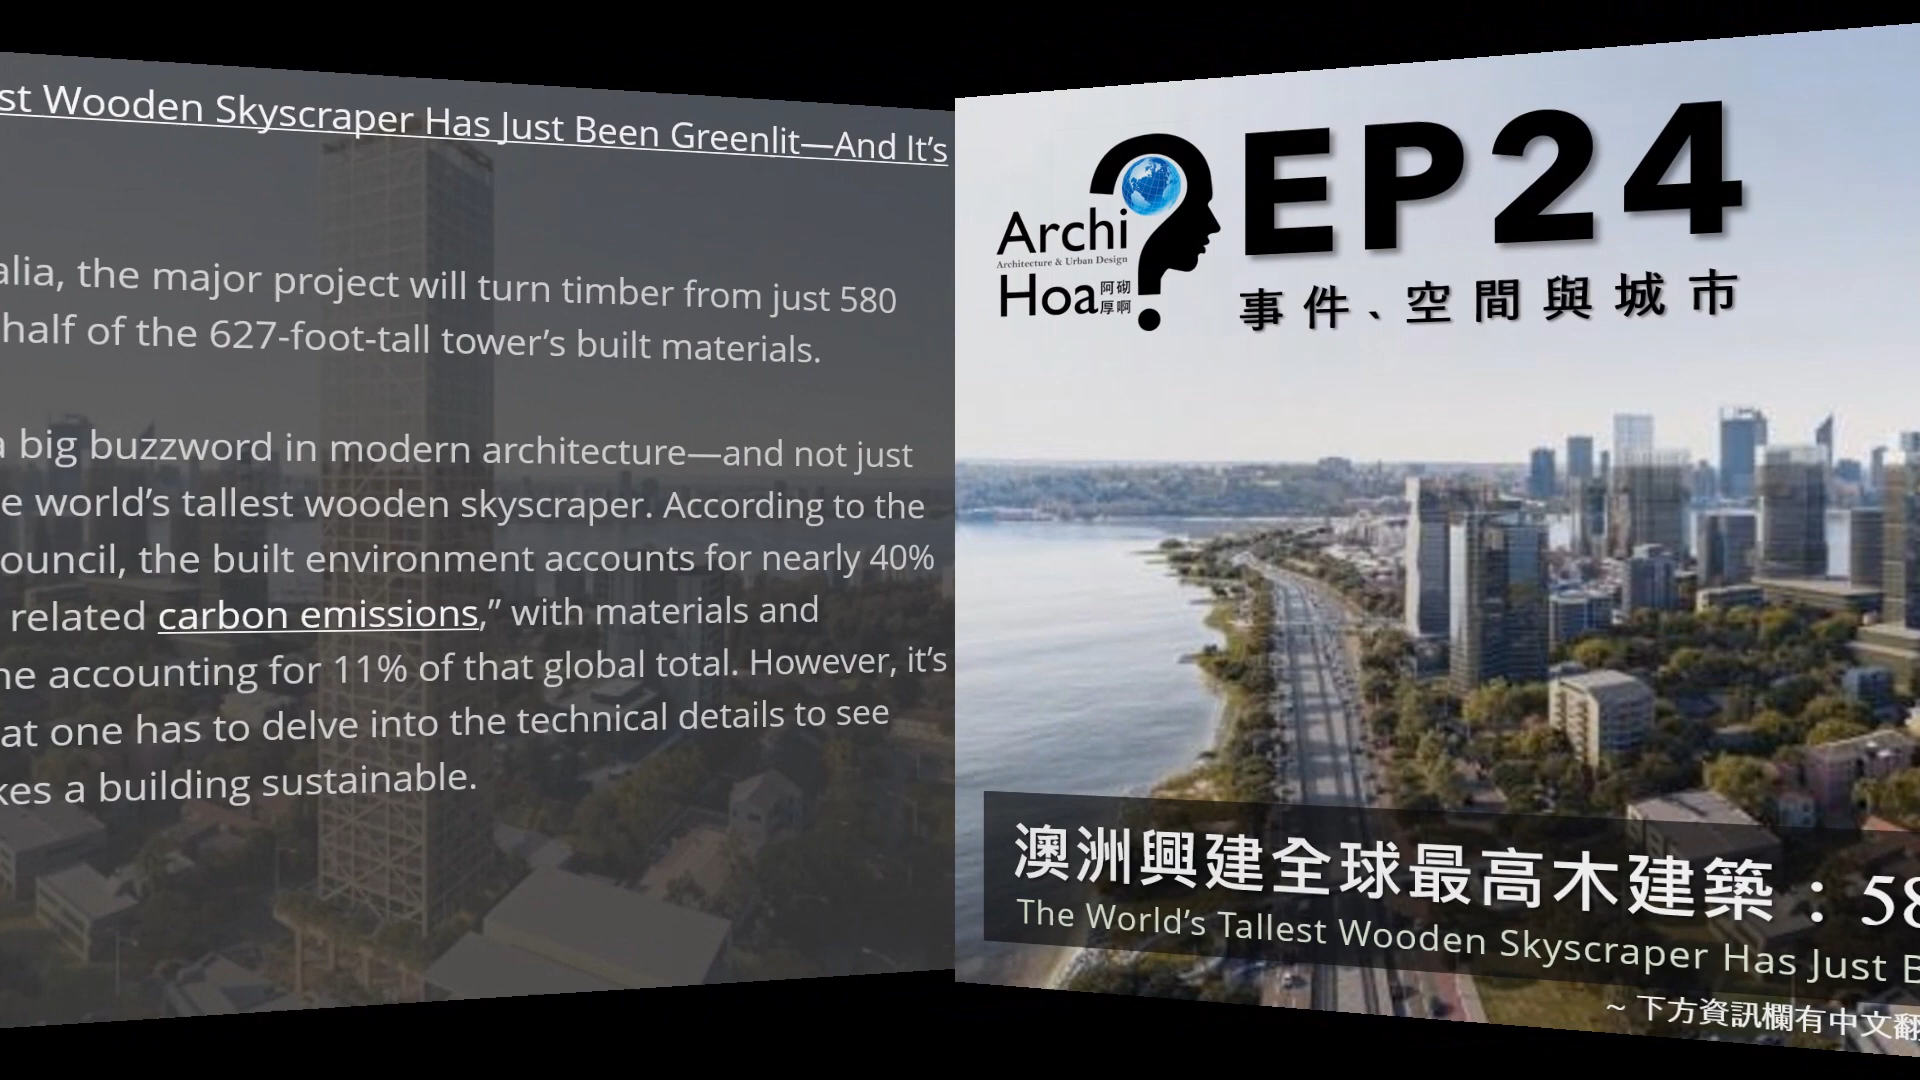 st Wooden Skyscraper Has Just Been Greenlit—And It's
alia, the major project will turn timber from just 580
half of the 627-foot-tall tower's built materials.
a big buzzword in modern architecture—and not just
e world's tallest wooden skyscraper. According to the
ouncil, the built environment accounts for nearly 40%
related carbon emissions," with materials and
ne accounting for 11% of that global total. However, it's
at one has to delve into the technical details to see
kes a building sustainable.
Archi
Architecture & Urban Design
Hoa 阿砌
厚啊
EP24
事件、空間與城市
澳洲興建全球最高木建築：58
The World's Tallest Wooden Skyscraper Has Just B
~ 下方資訊欄有中文翻